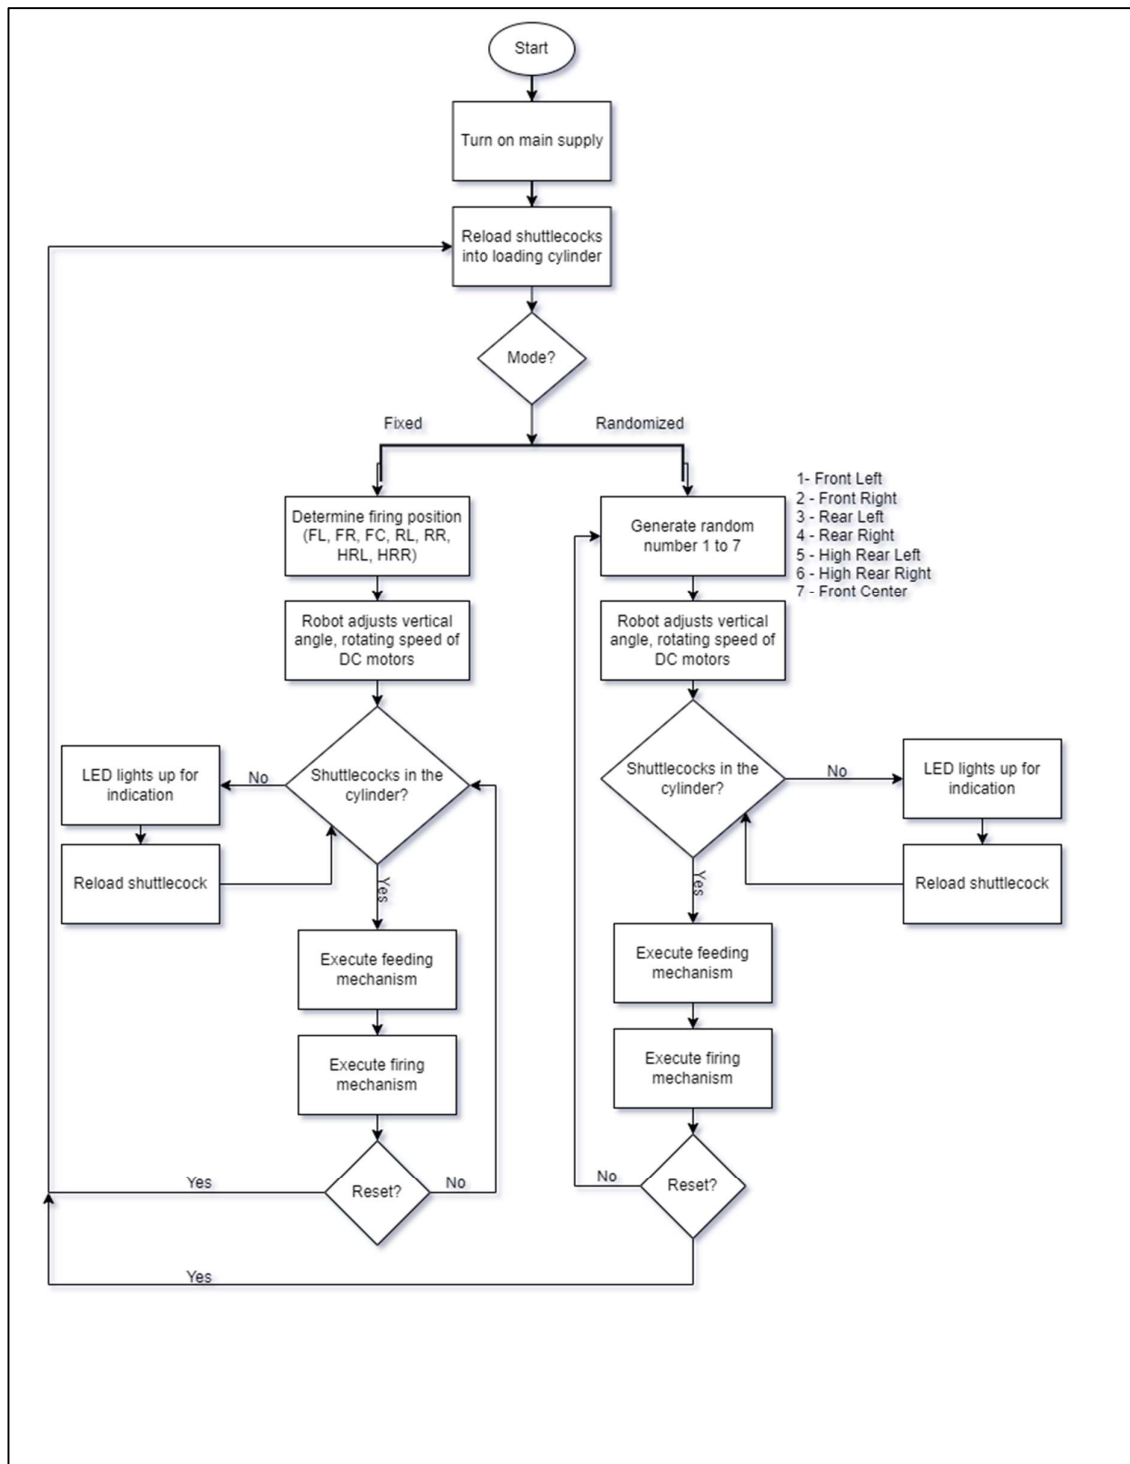 Start
Turn on main supply
Reload shuttlecocks
into loading cylinder
Mode?
Fixed
Randomized
Determine firing position
(FL, FR, FC, RL, RR,
HRL, HRR)
Generate random
number 1 to 7
1- Front Left
2 - Front Right
3 - Rear Left
4 - Rear Right
5 - High Rear Left
6 - High Rear Right
7 - Front Center
Robot adjusts vertical
angle, rotating speed of
DC motors
Robot adjusts vertical
angle, rotating speed of
DC motors
LED lights up for
indication
No
Shuttlecocks in the
cylinder?
Shuttlecocks in the
cylinder?
No
LED lights up for
indication
Reload shuttlecock
Yes
Yes
Reload shuttlecock
Execute feeding
mechanism
Execute feeding
mechanism
Execute firing
mechanism
Execute firing
mechanism
Yes
Reset?
No
No
Reset?
Yes